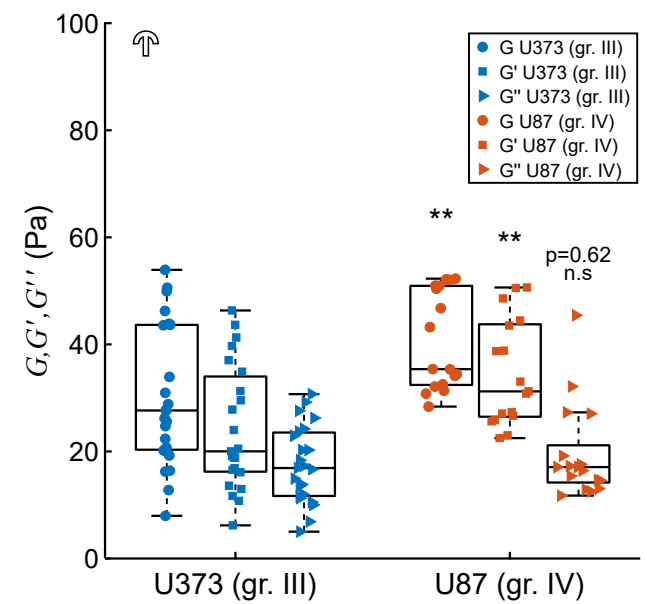 100
80
60
40
20
0
G,G',G'' (Pa)
G U373 (gr. III)
G' U373 (gr. III)
G" U373 (gr. III)
G U87 (gr. IV)
G' U87 (gr. IV)
G" U87 (gr. IV)
**
**
p=0.62
n.s
U373 (gr. III)
U87 (gr. IV)